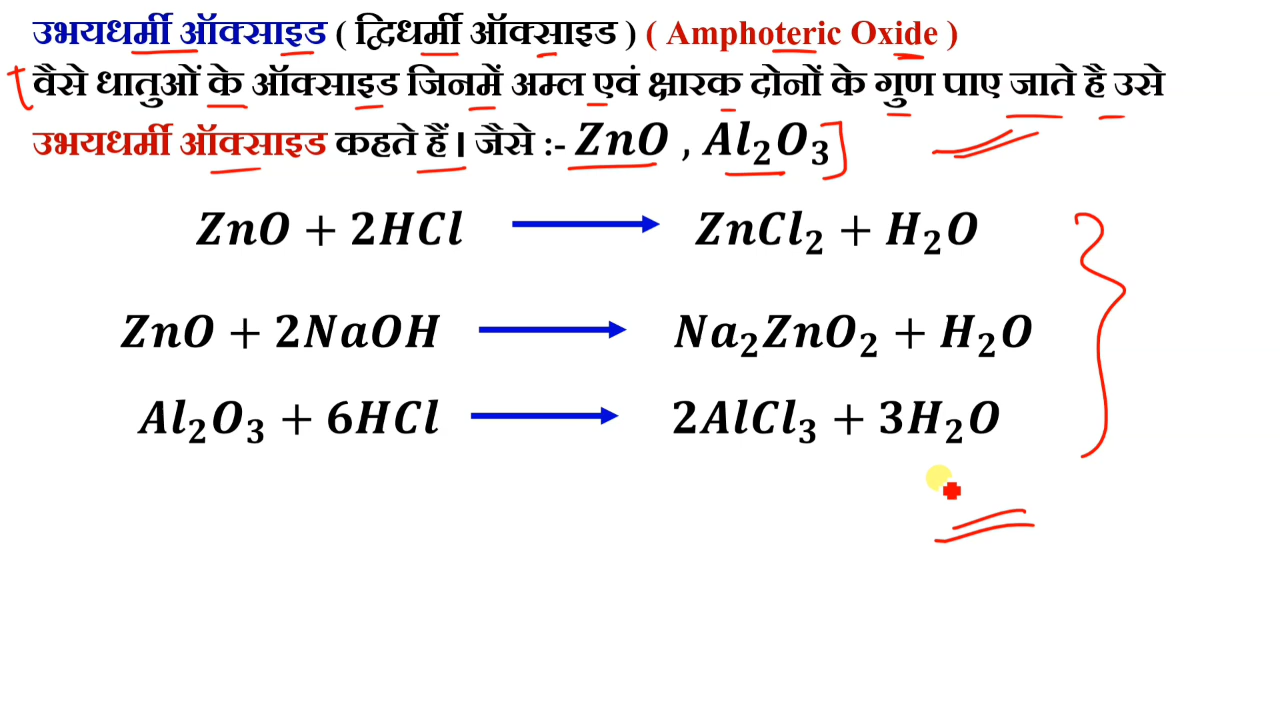 उभयधर्मी ऑक्साइड ( द्विधर्मी ऑक्साइड ) ( Amphoteric Oxide )
वैसे धातुओं के ऑक्साइड जिनमें अम्ल एवं क्षारक दोनों के गुण पाए जाते है उसे
उभयधर्मी ऑक्साइड कहते हैं। जैसे :- ZnO , Al₂O₃
ZnO + 2HCl ⟶ ZnCl₂ + H₂O
ZnO + 2NaOH ⟶ Na₂ZnO₂ + H₂O
Al₂O₃ + 6HCl ⟶ 2AlCl₃ + 3H₂O